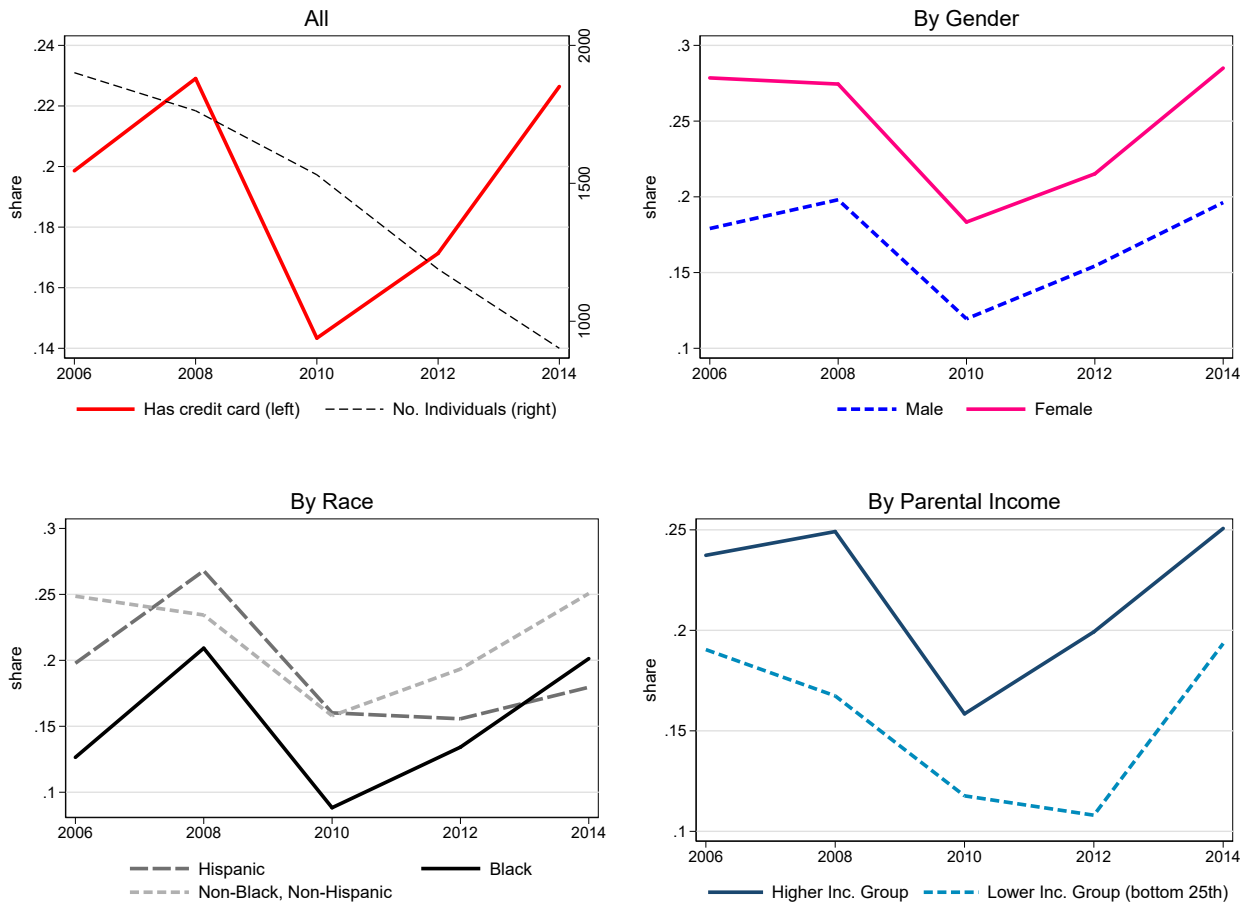 All
share
.24
.22
.2
.18
.16
.14
2000
1500
1000
2006 2008 2010 2012 2014
Has credit card (left) No. Individuals (right)
By Gender
share
.3
.25
.2
.15
.1
2006 2008 2010 2012 2014
Male Female
By Race
share
.3
.25
.2
.15
.1
2006 2008 2010 2012 2014
Hispanic Black
Non-Black, Non-Hispanic
By Parental Income
share
.25
.2
.15
.1
2006 2008 2010 2012 2014
Higher Inc. Group Lower Inc. Group (bottom 25th)